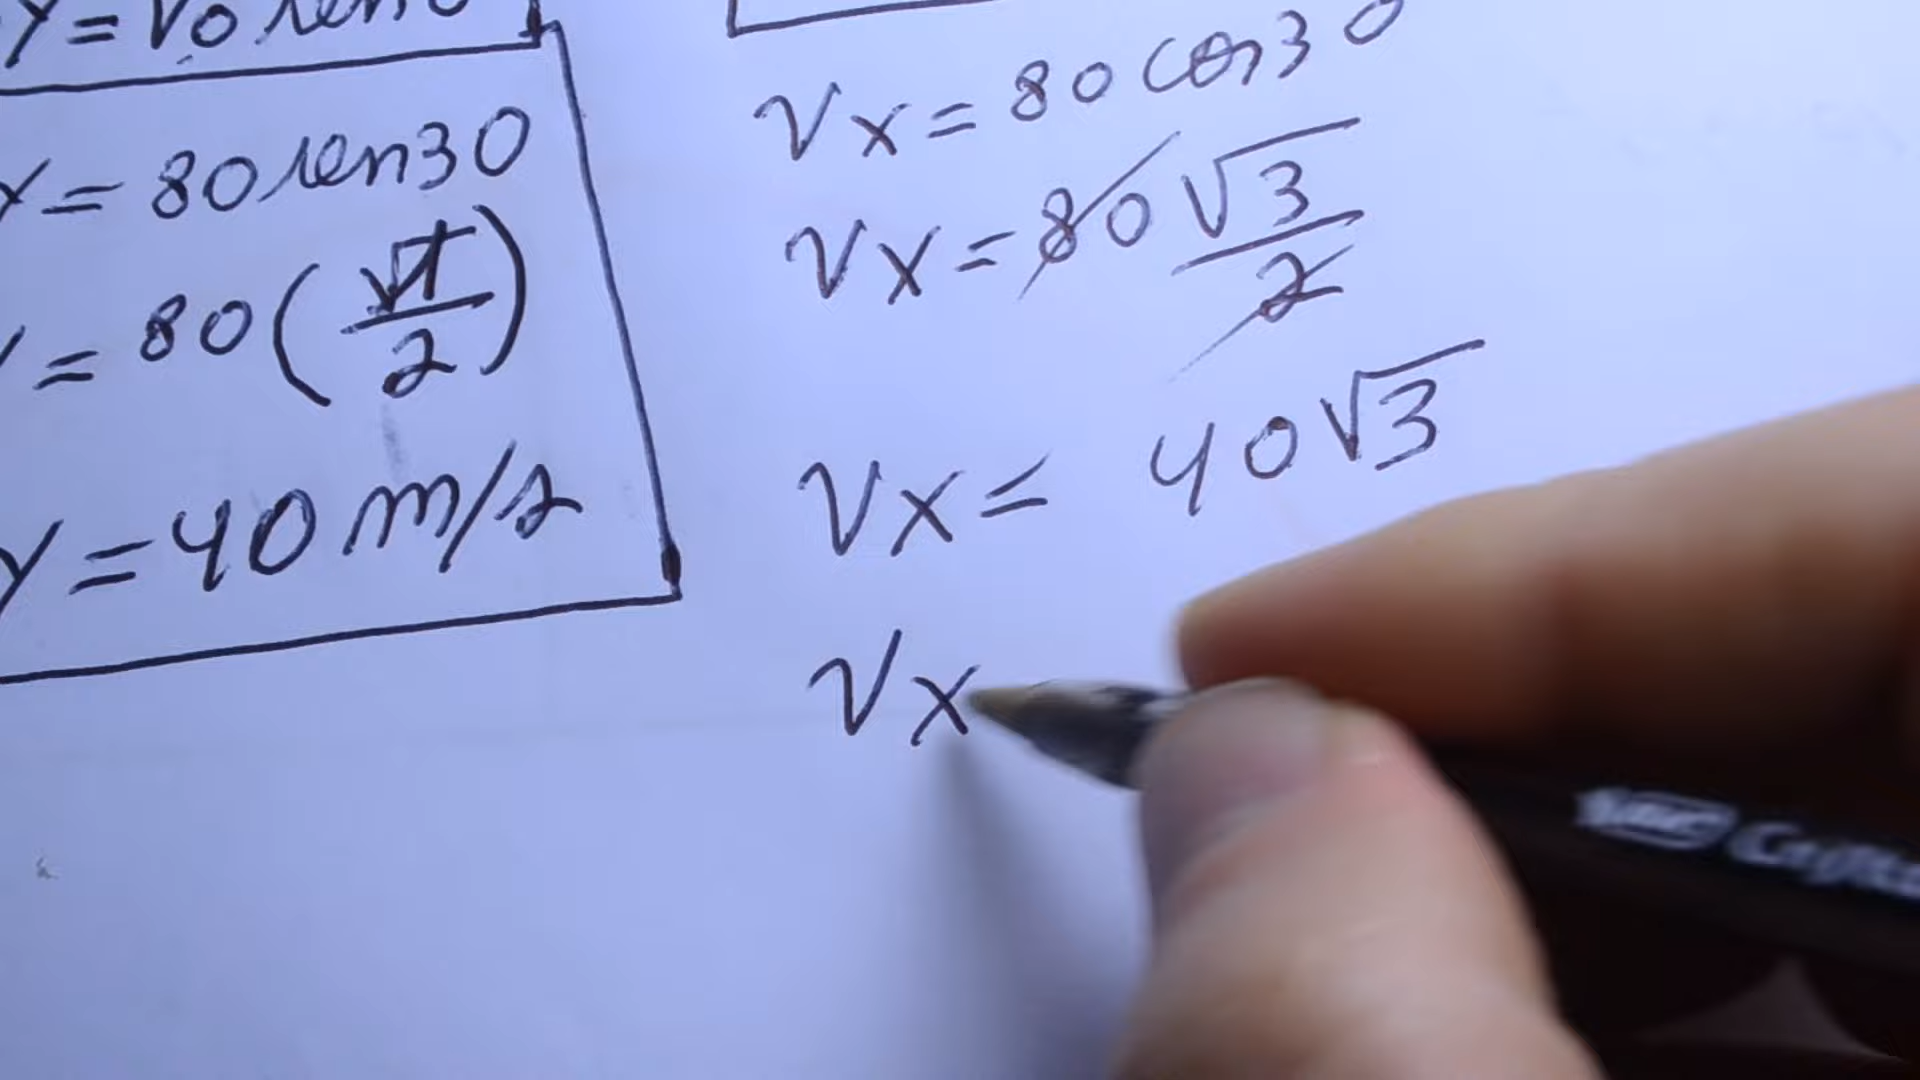 y = V₀ sen θ
y = 80 sen 30
y = 80 (√1/2)
y = 40 m/s
Vx = 80 cos 30
Vx = 80 √3/2
Vx = 40√3
Vx